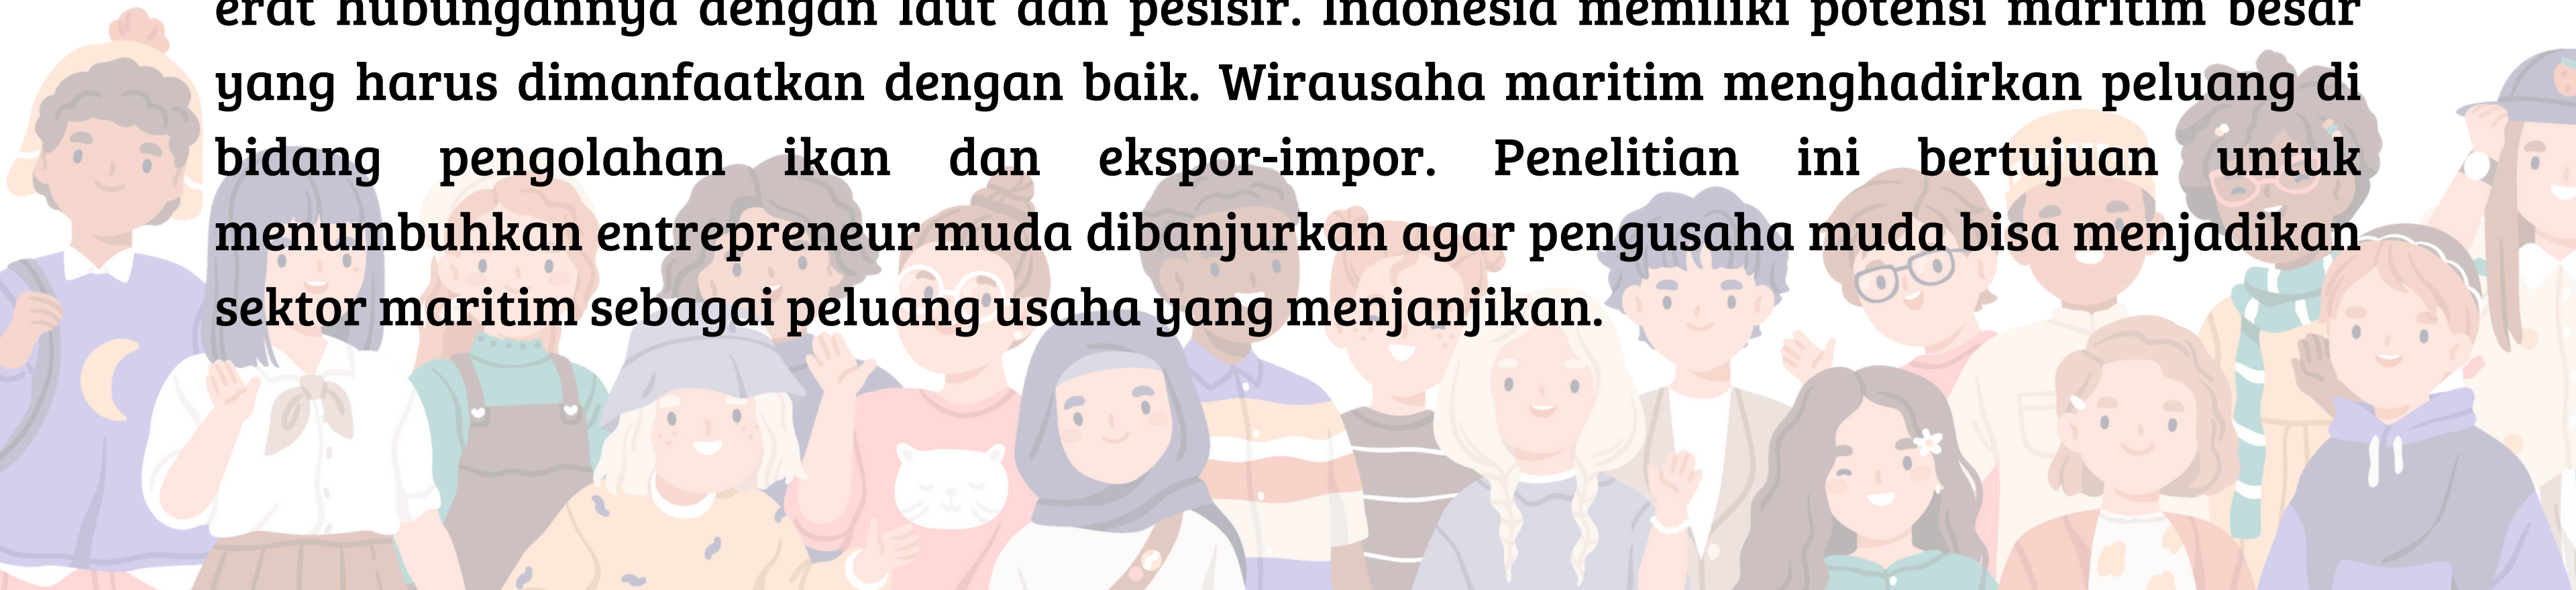 erat hubungannya dengan laut dan pesisir. Indonesia memiliki potensi maritim besar
yang harus dimanfaatkan dengan baik. Wirausaha maritim menghadirkan peluang di
bidang pengolahan ikan dan ekspor-impor. Penelitian ini bertujuan untuk
menumbuhkan entrepreneur muda dibanjurkan agar pengusaha muda bisa menjadikan
sektor maritim sebagai peluang usaha yang menjanjikan.